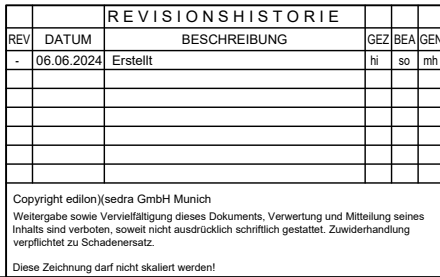 REVISIONSHISTORIE
REV DATUM BESCHREIBUNG GEZ BEA GEN
- 06.06.2024 Erstellt hi so mh
Copyright edilon)(sedra GmbH Munich
Weitergabe sowie Vervielfältigung dieses Dokuments, Verwertung und Mitteilung seines
Inhalts sind verboten, soweit nicht ausdrücklich schriftlich gestattet. Zuwiderhandlung
verpflichtet zu Schadenersatz.
Diese Zeichnung darf nicht skaliert werden!